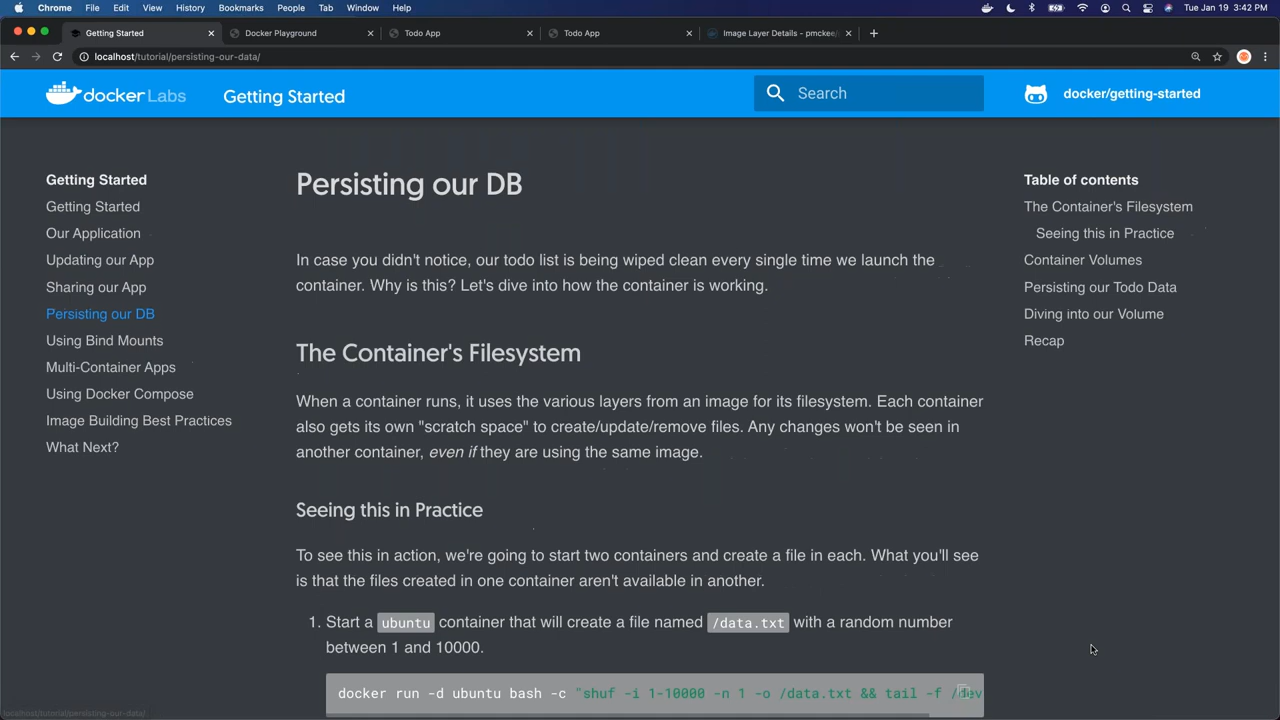 Chrome File Edit View History Bookmarks People Tab Window Help Tue Jan 19 3:42 PM
Getting Started Docker Playground Todo App Todo App Image Layer Details - pmckee/
localhost/tutorial/persisting-our-data/
docker Labs Getting Started Search docker/getting-started
Getting Started
Getting Started
Our Application
Updating our App
Sharing our App
Persisting our DB
Using Bind Mounts
Multi-Container Apps
Using Docker Compose
Image Building Best Practices
What Next?
Persisting our DB
In case you didn't notice, our todo list is being wiped clean every single time we launch the
container. Why is this? Let's dive into how the container is working.
The Container's Filesystem
When a container runs, it uses the various layers from an image for its filesystem. Each container
also gets its own "scratch space" to create/update/remove files. Any changes won't be seen in
another container, even if they are using the same image.
Seeing this in Practice
To see this in action, we're going to start two containers and create a file in each. What you'll see
is that the files created in one container aren't available in another.
1. Start a ubuntu container that will create a file named /data.txt with a random number
between 1 and 10000.
docker run -d ubuntu bash -c "shuf -i 1-10000 -n 1 -o /data.txt && tail -f /dev
Table of contents
The Container's Filesystem
Seeing this in Practice
Container Volumes
Persisting our Todo Data
Diving into our Volume
Recap
localhost/tutorial/persisting-our-data/